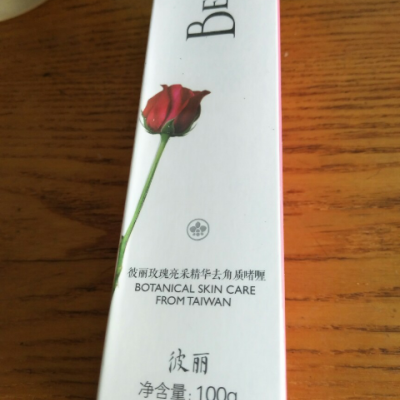 BE
彼丽玫瑰亮采精华去角质啫喱
BOTANICAL SKIN CARE
FROM TAIWAN
彼丽
净含量: 100g